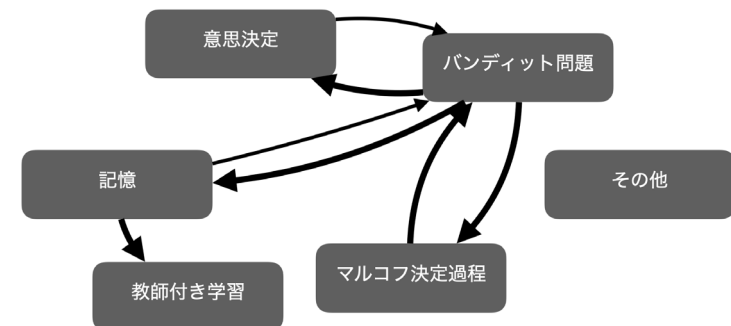 意思決定
バンディット問題
記憶
その他
教師付き学習
マルコフ決定過程